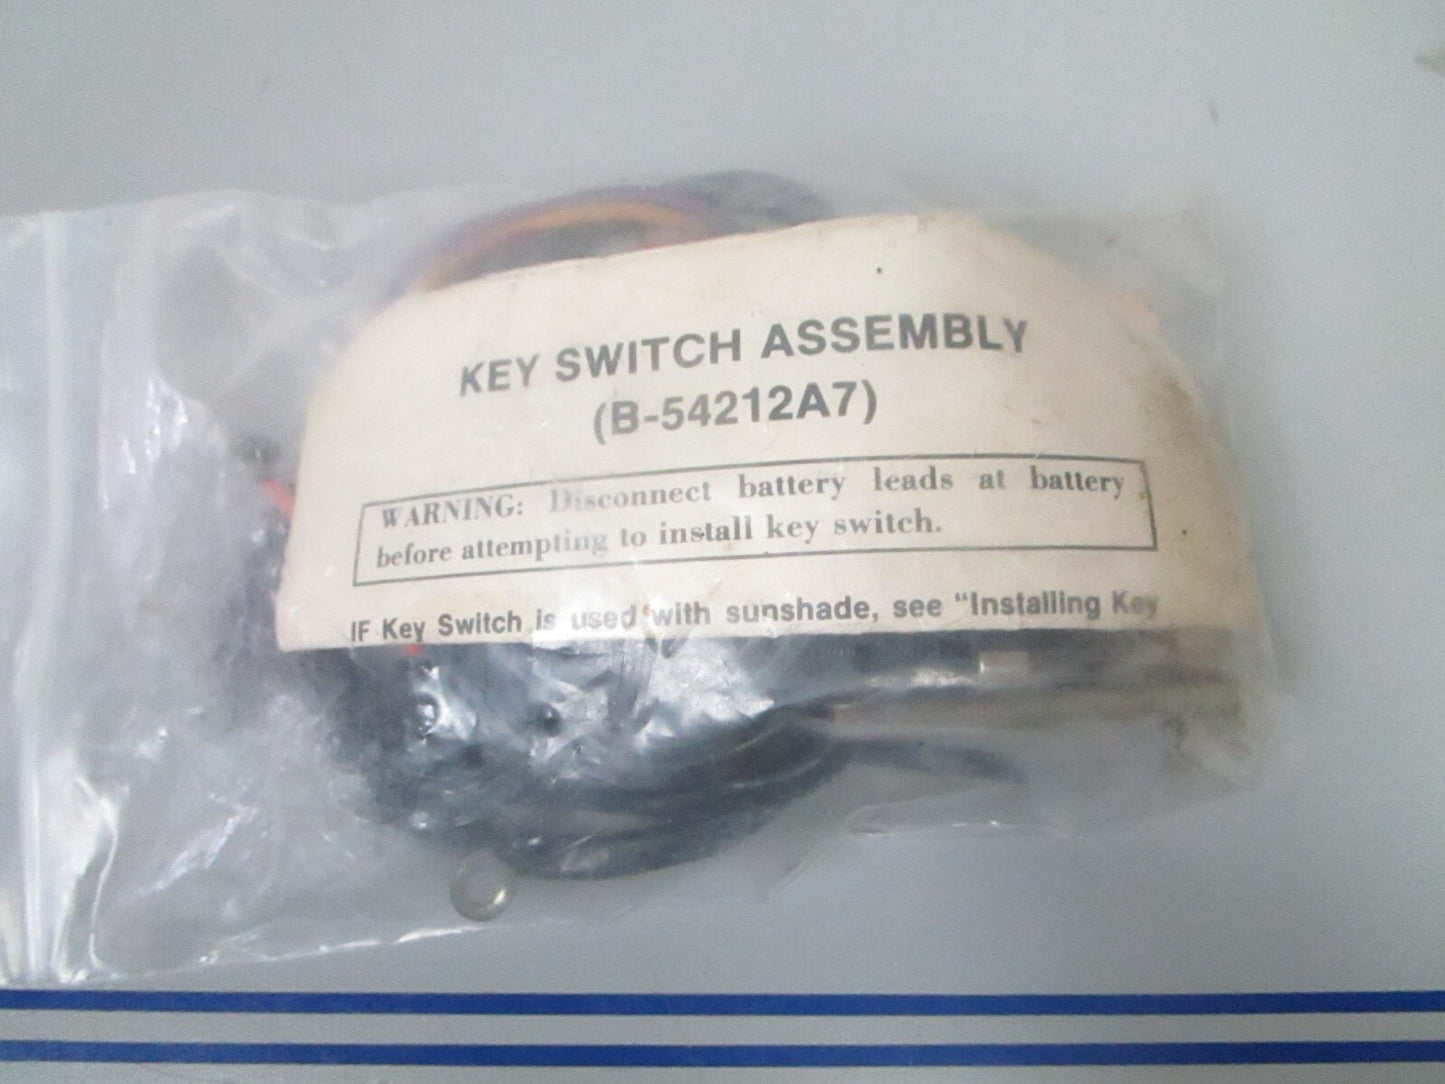 KEY SWITCH ASSEMBLY
(B-54212A7)
WARNING: Disconnect battery leads at battery
before attempting to install key switch.
IF Key Switch is used with sunshade, see “Installing Key